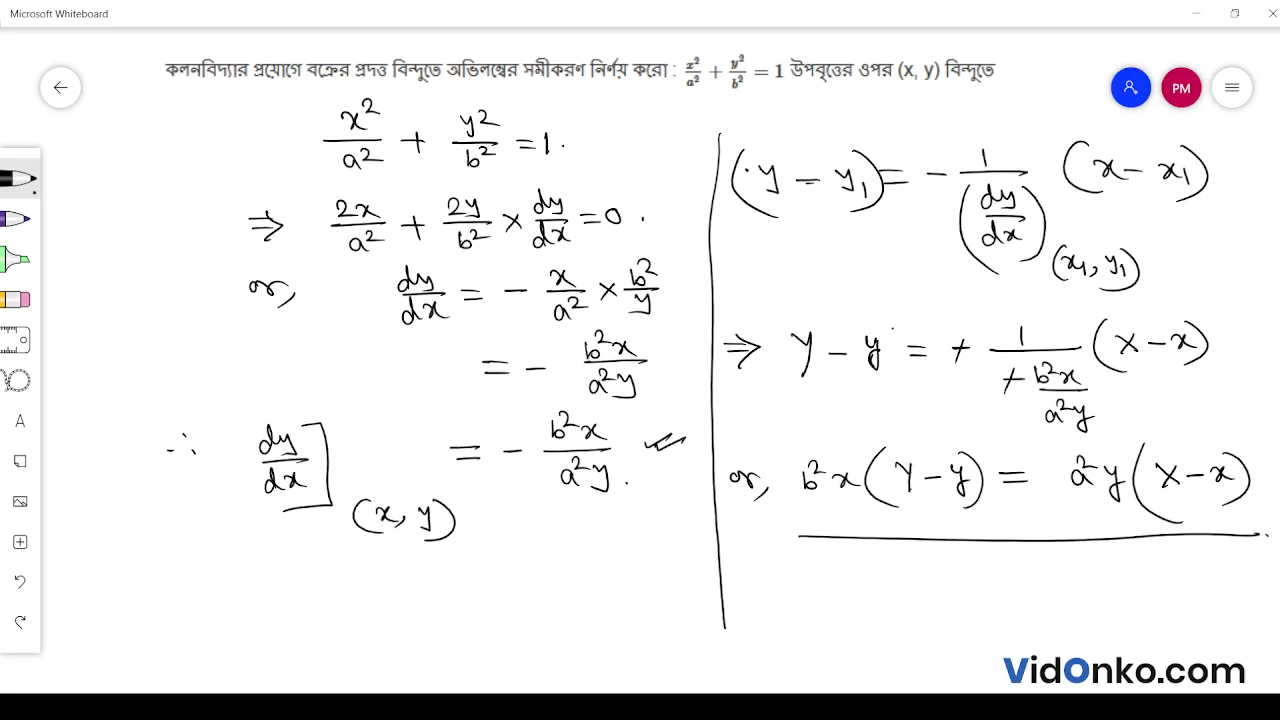 Microsoft Whiteboard
কলনবিদ্যার প্রয়োগে বক্রের প্রদত্ত বিন্দুতে অভিলম্বের সমীকরণ নির্ণয় করো : x²/a² + y²/b² = 1 উপবৃত্তের ওপর (x, y) বিন্দুতে
PM
x²/a² + y²/b² = 1.
⇒ 2x/a² + 2y/b² × dy/dx = 0.
or, dy/dx = - x/a² × b²/y
= - b²x/a²y
∴ dy/dx](x, y) = - b²x/a²y.
(y - y₁) = - 1/(dy/dx)(x₁, y₁) (x - x₁)
⇒ Y - y = + 1/(+ b²x/a²y) (X - x)
or, b²x (Y - y) = a²y (X - x)
A
VidOnko.com